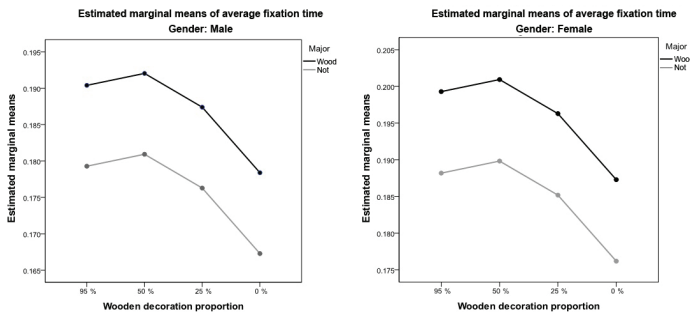 Estimated marginal means of average fixation time
Gender: Male
Major
Wood
Not
Estimated marginal means
0.195
0.190
0.185
0.180
0.175
0.170
0.165
95 %
50 %
25 %
0 %
Wooden decoration proportion
Estimated marginal means of average fixation time
Gender: Female
Major
Woo
Not
Estimated marginal means
0.205
0.200
0.195
0.190
0.185
0.180
0.175
95 %
50 %
25 %
0 %
Wooden decoration proportion